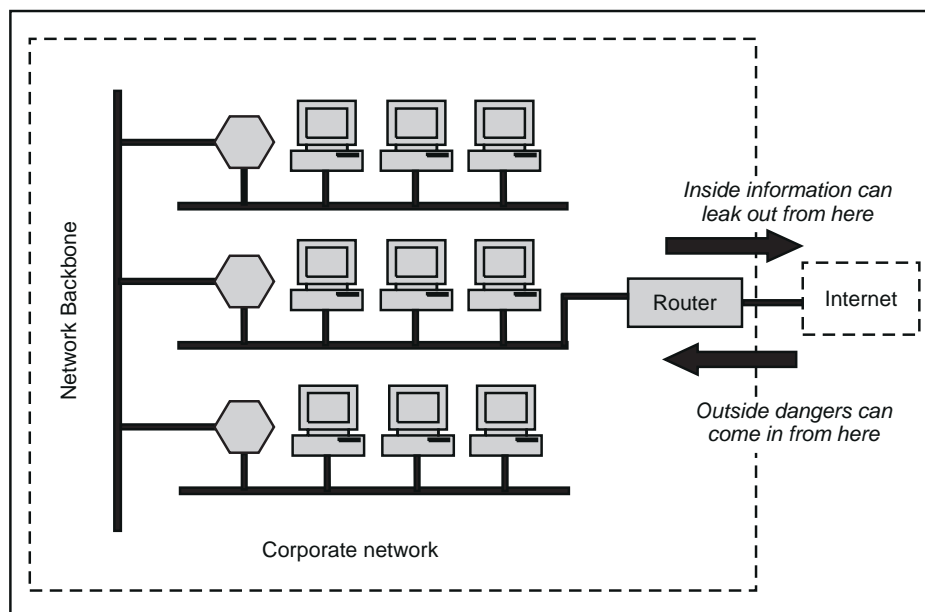 Network Backbone
Inside information can
leak out from here
Router
Internet
Outside dangers can
come in from here
Corporate network